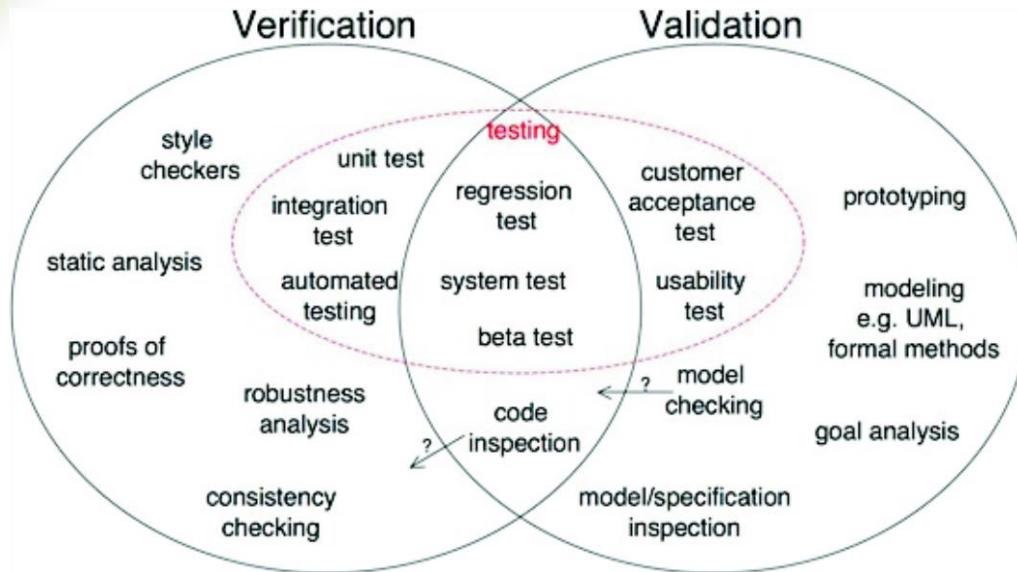 Verification
Validation
testing
style
checkers
unit test
integration
test
static analysis
automated
testing
proofs of
correctness
robustness
analysis
consistency
checking
regression
test
system test
beta test
code
inspection
?
customer
acceptance
test
usability
test
prototyping
modeling
e.g. UML,
formal methods
?
model
checking
goal analysis
model/specification
inspection